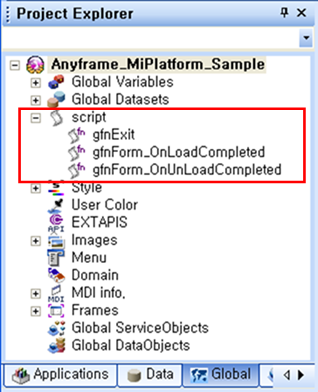 Project Explorer
Anyframe_MiPlatform_Sample
Global Variables
Global Datasets
script
gfnExit
gfnForm_OnLoadCompleted
gfnForm_OnUnLoadCompleted
Style
User Color
EXTAPIS
Images
Menu
Domain
MDI info.
Frames
Global ServiceObjects
Global DataObjects
Applications Data Global